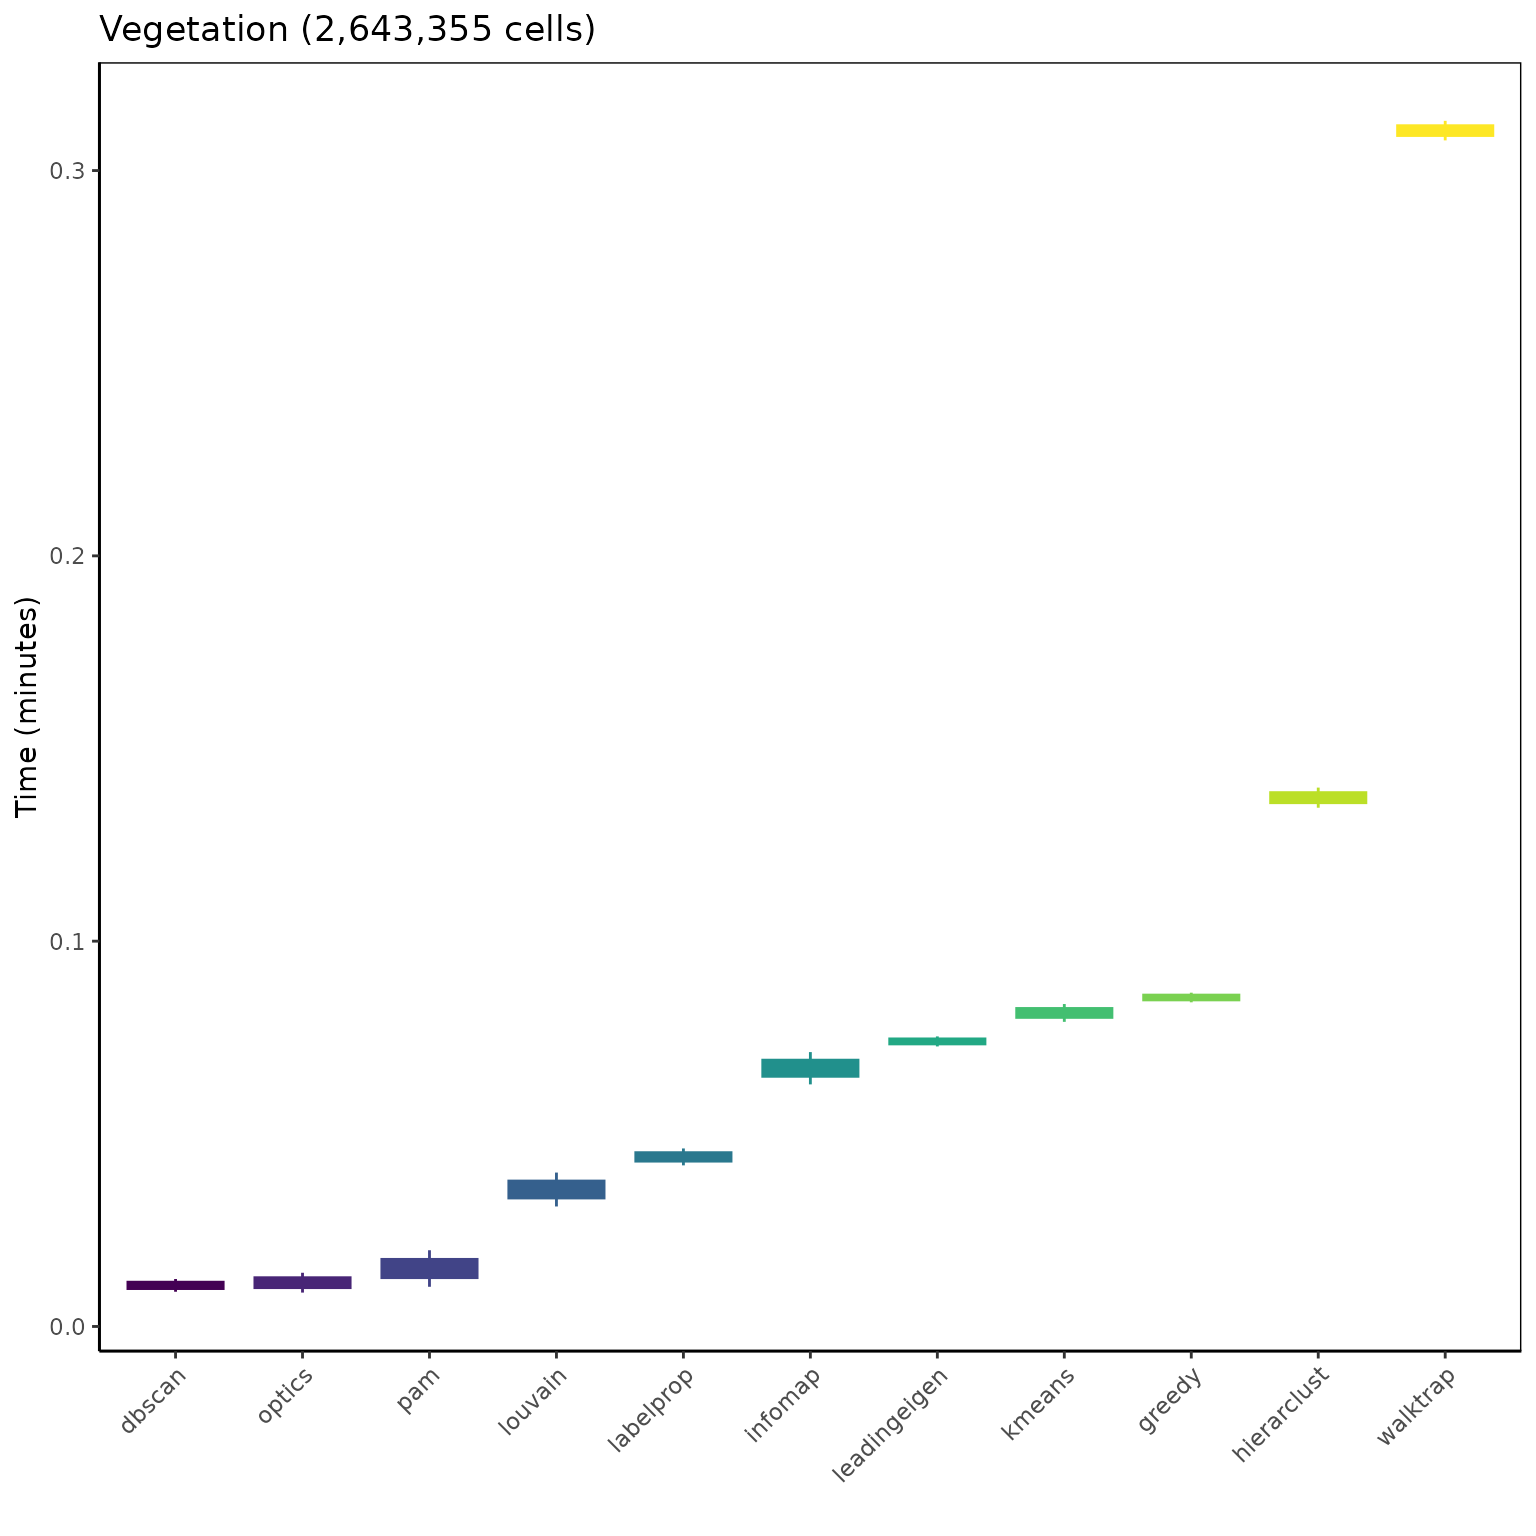 Vegetation (2,643,355 cells)
Time (minutes)
0.3
0.2
0.1
0.0
dbscan
optics
pam
louvain
labelprop
infomap
leadingeigen
kmeans
greedy
hierarclust
walktrap